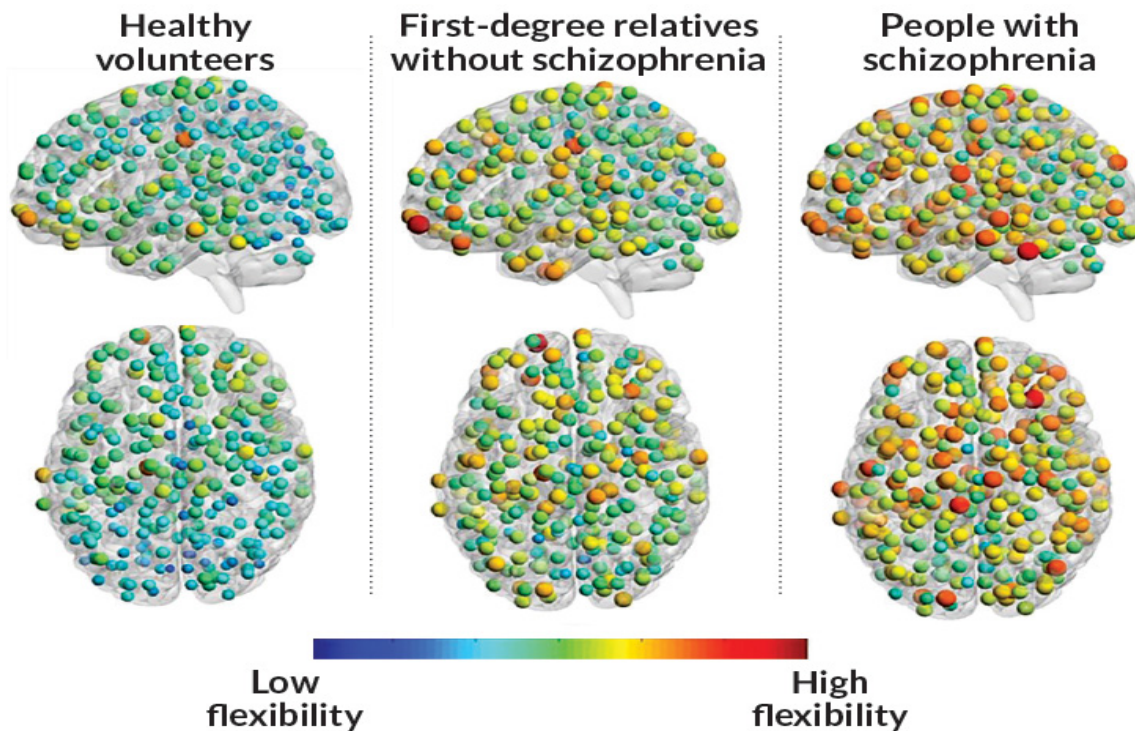 Healthy
volunteers
First-degree relatives
without schizophrenia
People with
schizophrenia
Low
flexibility
High
flexibility